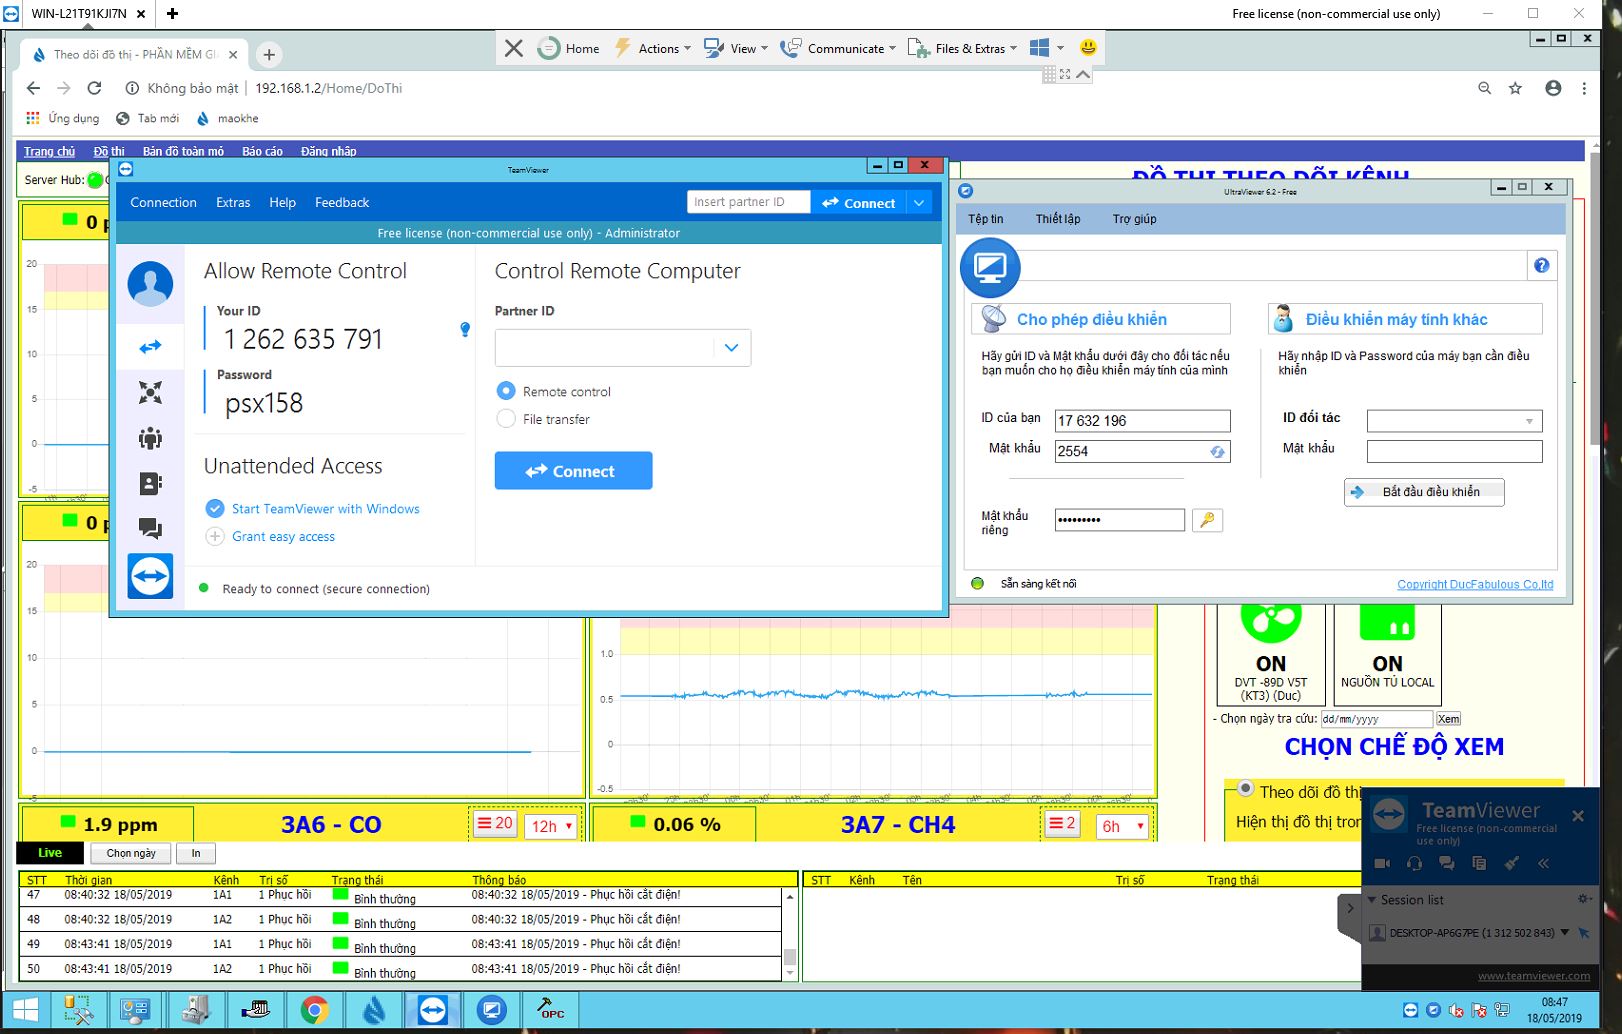 WIN-L21T91KJI7N
Free license (non-commercial use only)
Theo dõi đồ thị - PHẦN MỀM GI
Home
Actions
View
Communicate
Files & Extras
Không bảo mật
192.168.1.2/Home/DoThi
Ứng dụng
Tab mới
maokhe
Trang chủ
Đồ thị
Bản đồ toàn mỏ
Báo cáo
Đăng nhập
Server Hub:
ĐỒ THỊ THEO DÕI KÊNH
TeamViewer
Connection
Extras
Help
Feedback
Insert partner ID
Connect
Free license (non-commercial use only) - Administrator
Allow Remote Control
Your ID
1 262 635 791
Password
psx158
Unattended Access
Start TeamViewer with Windows
Grant easy access
Control Remote Computer
Partner ID
Remote control
File transfer
Connect
Ready to connect (secure connection)
UltraViewer 6.2 - Free
Tệp tin
Thiết lập
Trợ giúp
Cho phép điều khiển
Hãy gửi ID và Mật khẩu dưới đây cho đối tác nếu
bạn muốn cho họ điều khiển máy tính của mình
ID của bạn
17 632 196
Mật khẩu
2554
Mật khẩu
riêng
Điều khiển máy tính khác
Hãy nhập ID và Password của máy bạn cần điều
khiển
ID đối tác
Mật khẩu
Bắt đầu điều khiển
Sẵn sàng kết nối
Copyright DucFabulous Co,ltd
0 p
20
15
10
5
0
-5
0 p
20
15
10
5
0
-5
1.0
0.5
0
-0.5
ON
DVT -89D V5T
(KT3) (Duc)
ON
NGUỒN TỦ LOCAL
- Chọn ngày tra cứu:
dd/mm/yyyy
Xem
CHỌN CHẾ ĐỘ XEM
Theo dõi đồ thị
Hiện thị đồ thị tron
1.9 ppm
3A6 - CO
20
12h
0.06 %
3A7 - CH4
2
6h
Live
Chọn ngày
In
STT Thời gian Kênh Trị số Trạng thái Thông báo
47 08:40:32 18/05/2019 1A1 1 Phục hồi Bình thường 08:40:32 18/05/2019 - Phục hồi cắt điện!
48 08:40:32 18/05/2019 1A2 1 Phục hồi Bình thường 08:40:32 18/05/2019 - Phục hồi cắt điện!
49 08:43:41 18/05/2019 1A1 1 Phục hồi Bình thường 08:43:41 18/05/2019 - Phục hồi cắt điện!
50 08:43:41 18/05/2019 1A2 1 Phục hồi Bình thường 08:43:41 18/05/2019 - Phục hồi cắt điện!
STT Kênh Tên Trị số Trạng thái
TeamViewer
Free license (non-commercial
use only)
Session list
DESKTOP-AP6G7PE (1 312 502 843)
www.teamviewer.com
OPC
08:47
18/05/2019